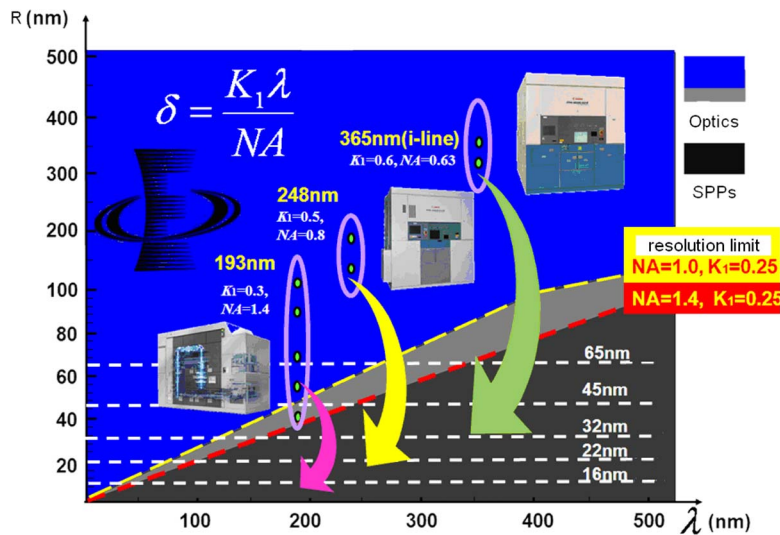 R (nm)
500
400
300
200
100
80
60
40
20
δ = K₁λ / NA
365nm(i-line)
K1=0.6, NA=0.63
248nm
K1=0.5,
NA=0.8
193nm
K1=0.3,
NA=1.4
Optics
SPPs
resolution limit
NA=1.0, K₁=0.25
NA=1.4, K₁=0.25
65nm
45nm
32nm
22nm
16nm
100
200
300
400
500
λ (nm)